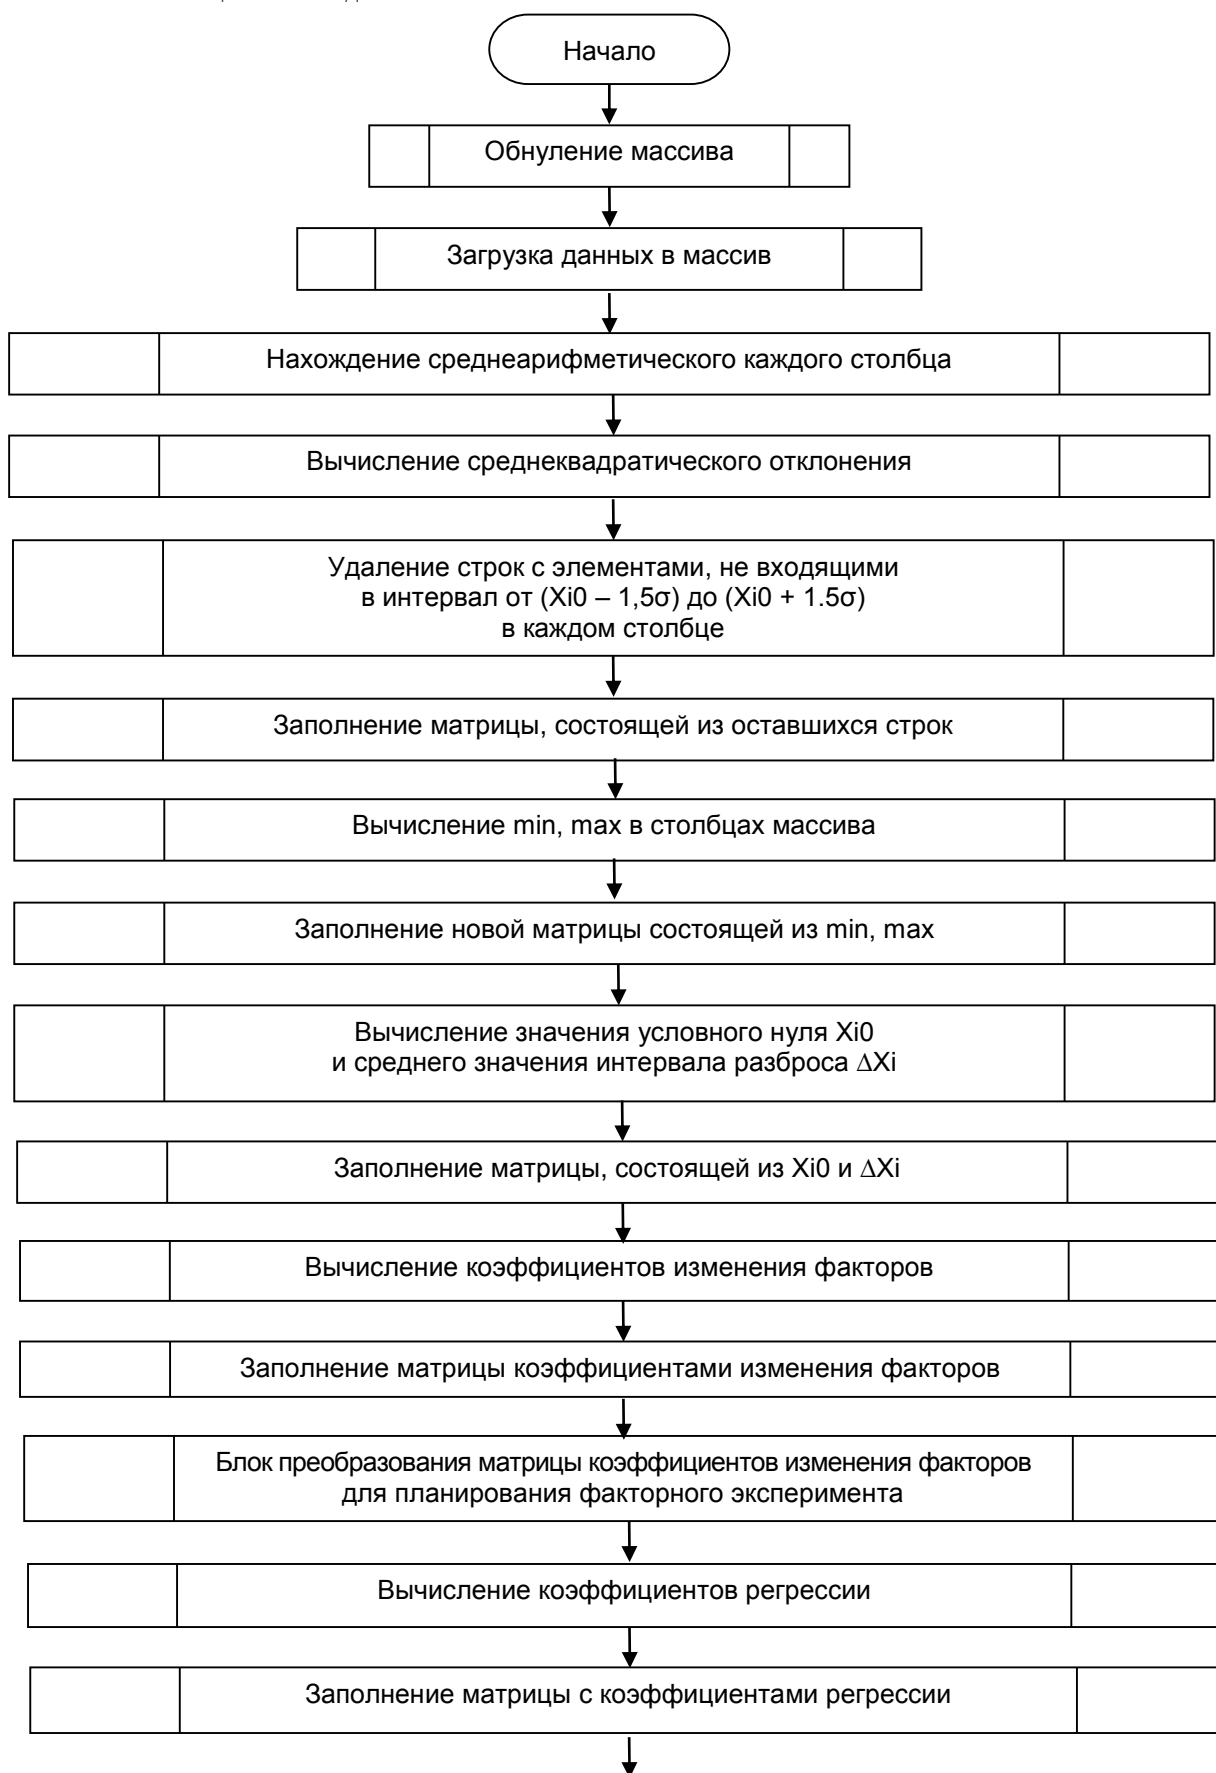 Начало
Обнуление массива
Загрузка данных в массив
Нахождение среднеарифметического каждого столбца
Вычисление среднеквадратического отклонения
Удаление строк с элементами, не входящими
в интервал от (Xi0 – 1,5σ) до (Xi0 + 1.5σ)
в каждом столбце
Заполнение матрицы, состоящей из оставшихся строк
Вычисление min, max в столбцах массива
Заполнение новой матрицы состоящей из min, max
Вычисление значения условного нуля Xi0
и среднего значения интервала разброса ΔXi
Заполнение матрицы, состоящей из Xi0 и ΔXi
Вычисление коэффициентов изменения факторов
Заполнение матрицы коэффициентами изменения факторов
Блок преобразования матрицы коэффициентов изменения факторов
для планирования факторного эксперимента
Вычисление коэффициентов регрессии
Заполнение матрицы с коэффициентами регрессии